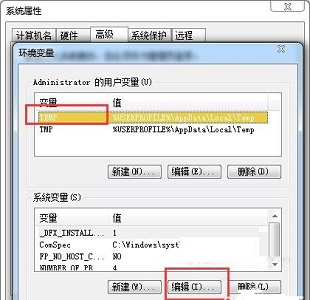 系统属性
计算机名 硬件 高级 系统保护 远程
环境变量
Administrator 的用户变量(U)
变量 值
TEMP %USERPROFILE%\AppData\Local\Temp
TMP %USERPROFILE%\AppData\Local\Temp
新建(N)... 编辑(E)... 删除(D)
系统变量(S)
变量 值
_DFX_INSTALL... 1
ComSpec C:\Windows\syst
FP_NO_HOST_C... NO
NUMBER_OF_PR... 4
新建(W)... 编辑(I)... 删除(L)